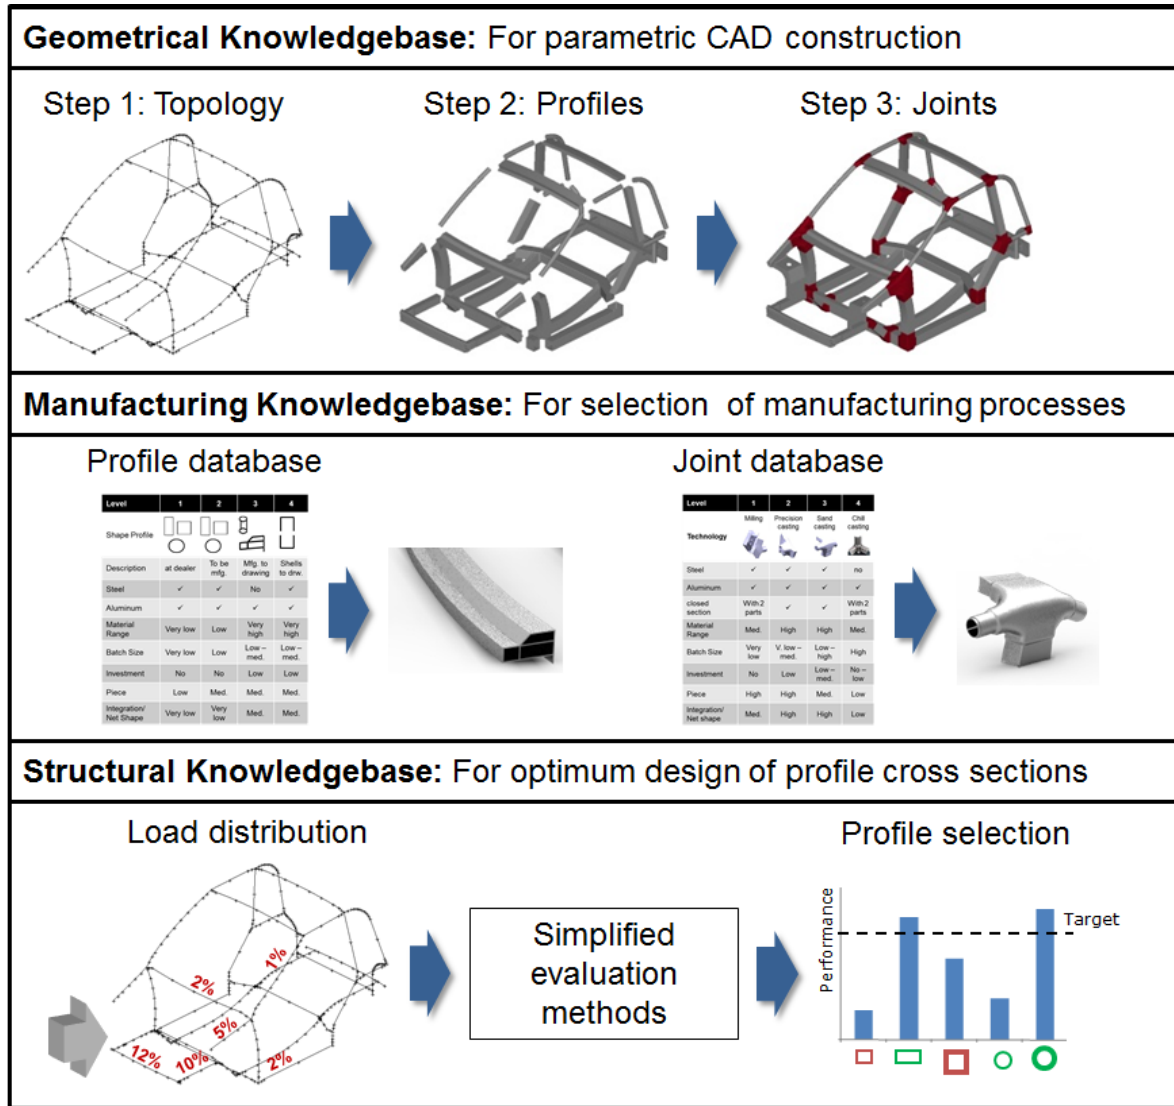 Geometrical Knowledgebase: For parametric CAD construction
Step 1: Topology Step 2: Profiles Step 3: Joints
Manufacturing Knowledgebase: For selection of manufacturing processes
Profile database
Level 1 2 3 4
Shape Profile
Description at dealer To be mfg. Mfg. to drawing Shells to drw.
Steel ✓ ✓ No ✓
Aluminum ✓ ✓ ✓ ✓
Material Range Very low Low Very high Very high
Batch Size Very low Low Low – med. Low – med.
Investment No No Low Low
Piece Low Med. Med. Med.
Integration/ Net Shape Very low Very low Med. Med.
Joint database
Level 1 2 3 4
Technology Milling Precision casting Sand casting Chill casting
Steel ✓ ✓ ✓ no
Aluminum ✓ ✓ ✓ ✓
closed section With 2 parts ✓ ✓ With 2 parts
Material Range Med. High High Med.
Batch Size Very low V. low – med. Low – high High
Investment No Low Low – med. No – low
Piece High High Med. Low
Integration/ Net shape Med. High High Low
Structural Knowledgebase: For optimum design of profile cross sections
Load distribution
1%
2%
5%
12% 10% 2%
Simplified
evaluation
methods
Profile selection
Performance
Target